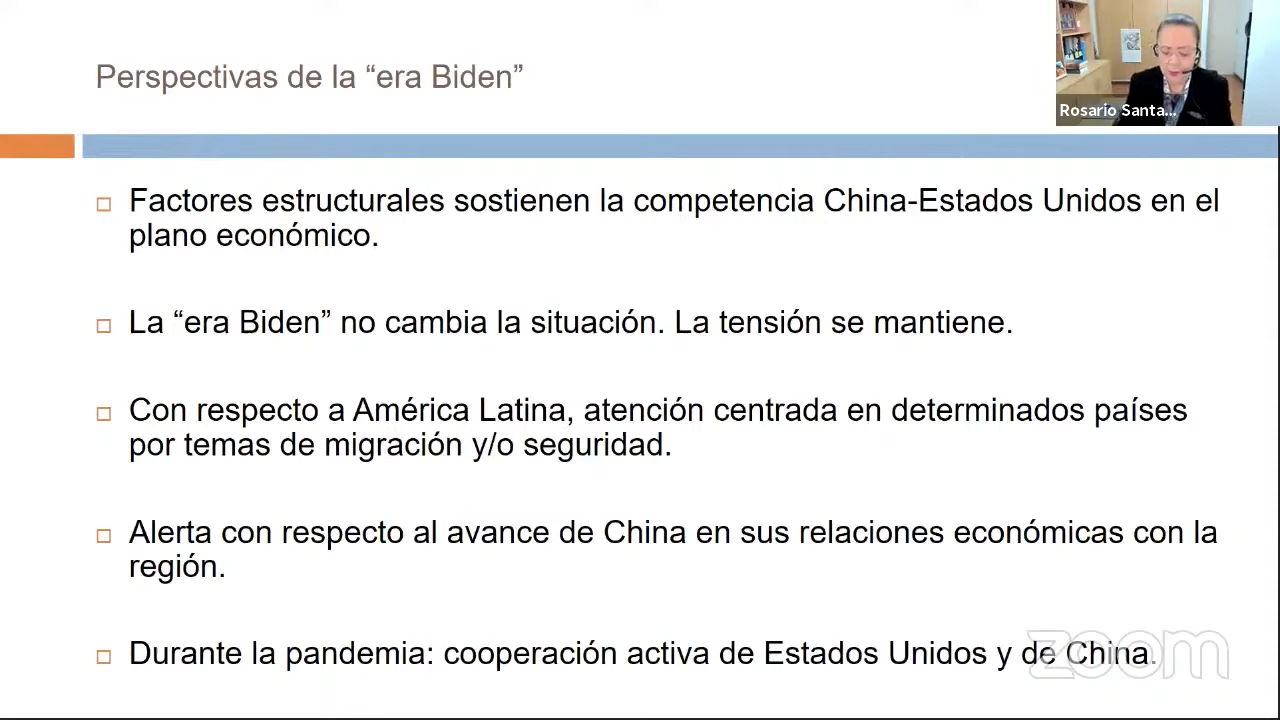 Perspectivas de la “era Biden”
Rosario Santa...
Factores estructurales sostienen la competencia China-Estados Unidos en el
plano económico.
La “era Biden” no cambia la situación. La tensión se mantiene.
Con respecto a América Latina, atención centrada en determinados países
por temas de migración y/o seguridad.
Alerta con respecto al avance de China en sus relaciones económicas con la
región.
Durante la pandemia: cooperación activa de Estados Unidos y de China.
zoom